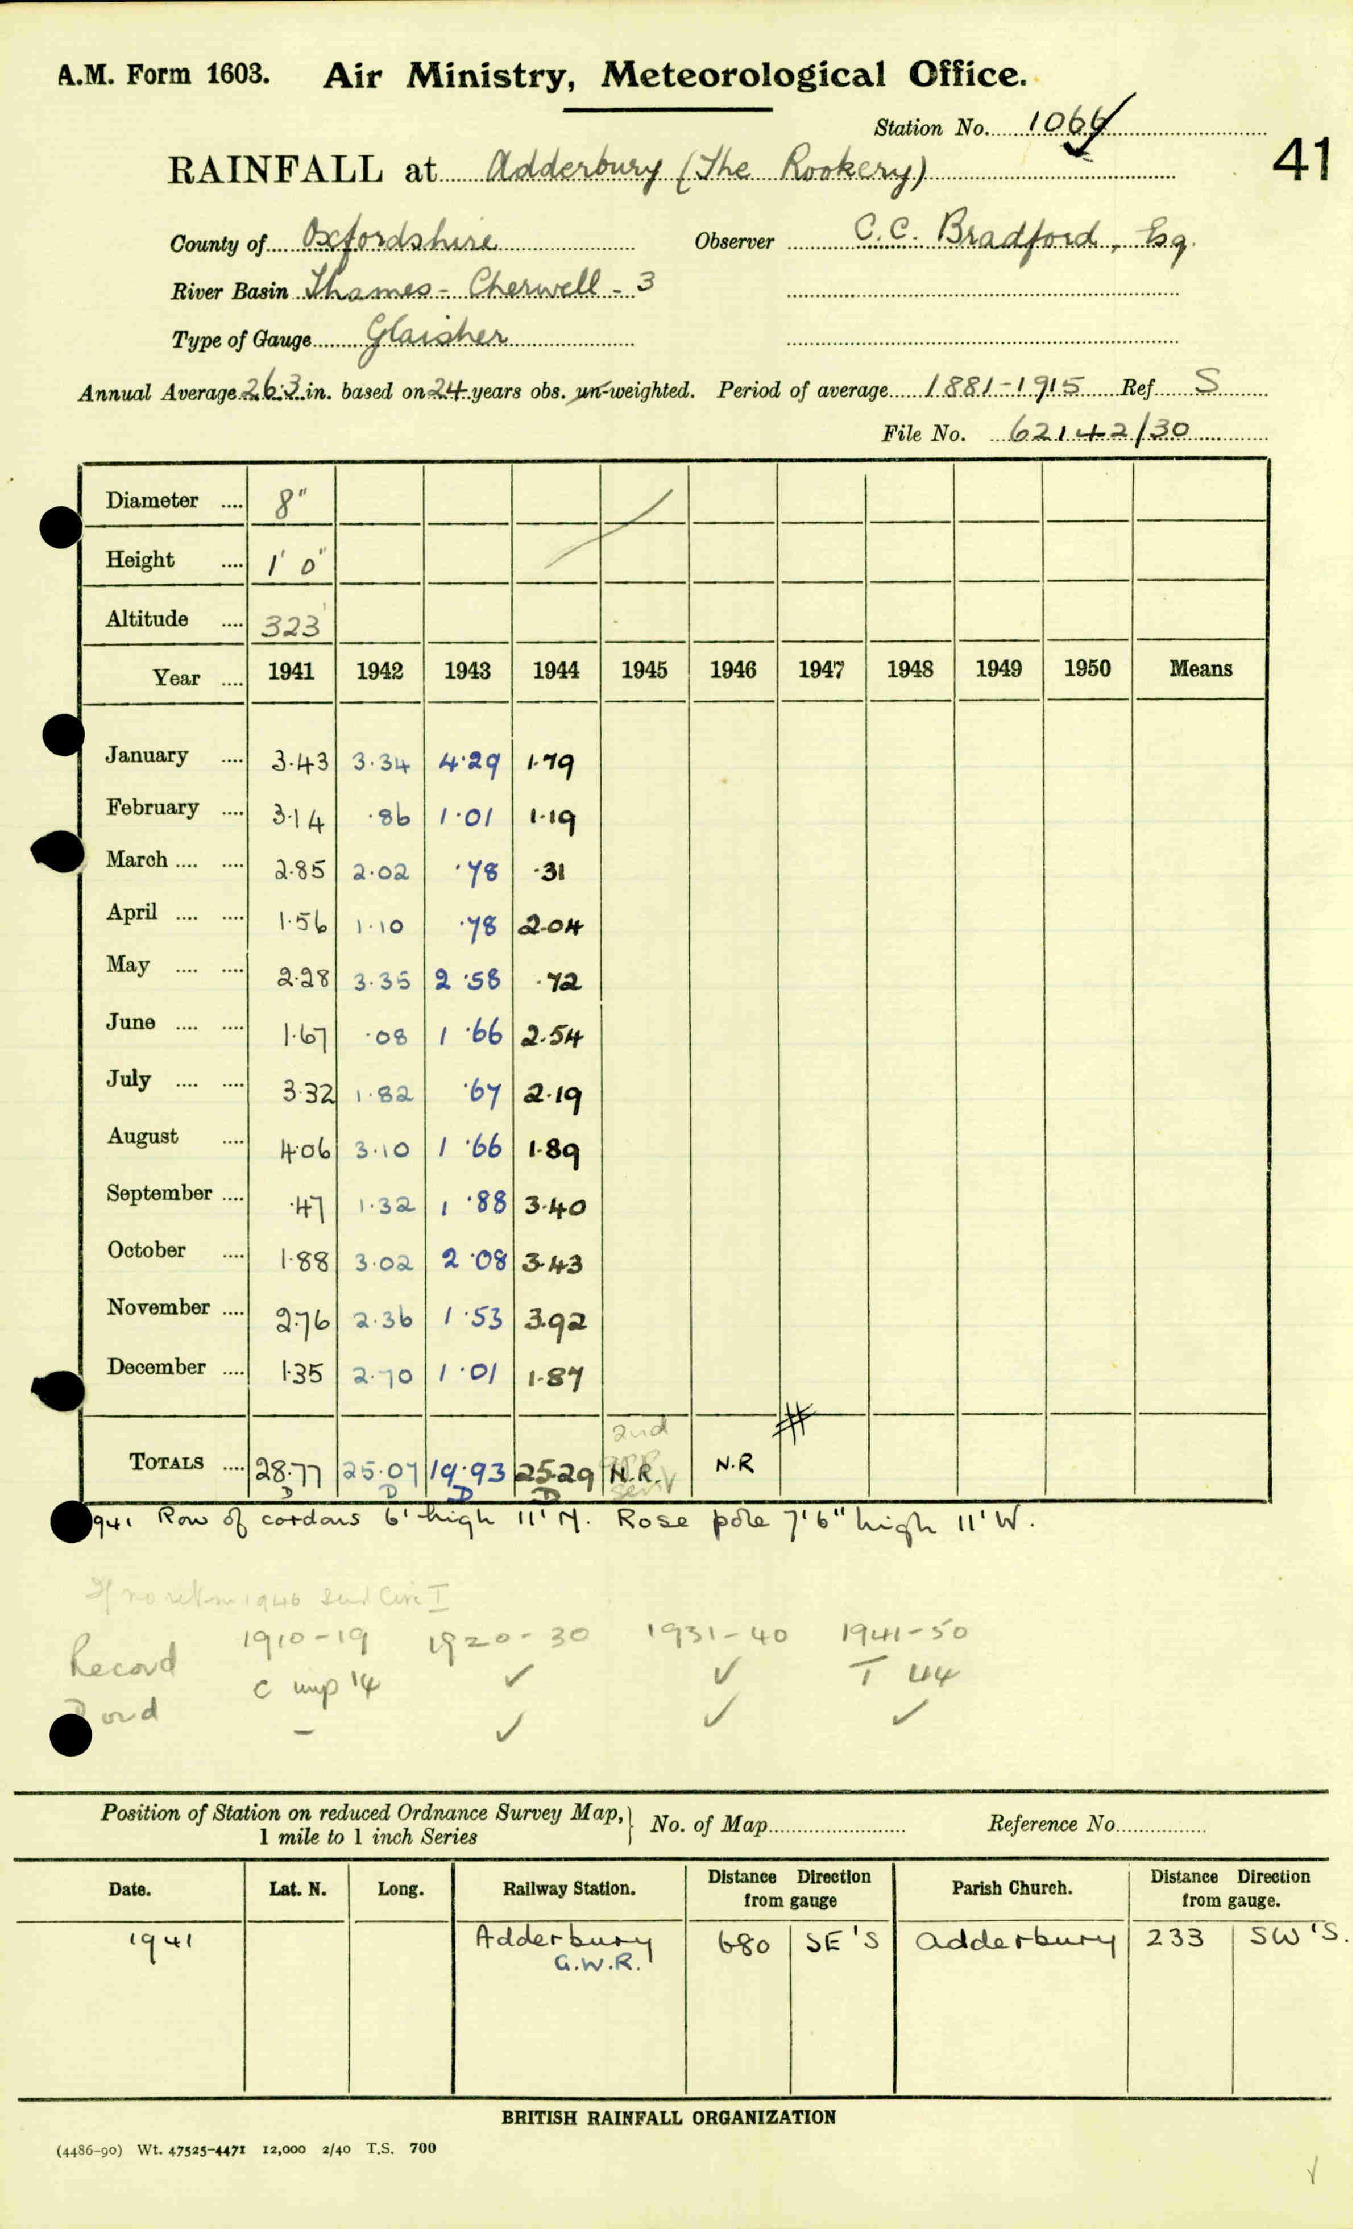 A.M. Form 1603. Air Ministry, Meteorological Office.
Station No. 1066
41
RAINFALL at Adderbury (The Rookery)
County of Oxfordshire Observer C.C. Bradford, Esq.
River Basin Thames - Cherwell - 3
Type of Gauge Glaisher
Annual Average 26.3 in. based on 24 years obs. un-weighted. Period of average 1881-1915 Ref S
File No. 62142/30
Diameter .... 8"
Height .... 1' 0"
Altitude .... 323'
Year .... 1941 1942 1943 1944 1945 1946 1947 1948 1949 1950 Means
January .... 3.43 3.34 4.29 1.79
February .... 3.14 .86 1.01 1.19
March .... .... 2.85 2.02 .78 .31
April .... .... 1.56 1.10 .78 2.04
May .... .... 2.28 3.35 2.58 .72
June .... .... 1.67 .08 1.66 2.54
July .... .... 3.32 1.82 .67 2.19
August .... 4.06 3.10 1.66 1.89
September .... .47 1.32 1.88 3.40
October .... 1.88 3.02 2.08 3.43
November .... 2.76 2.36 1.53 3.92
December .... 1.35 2.70 1.01 1.87
2nd
TOTALS .... 28.77 25.07 19.93 25.29 N.R. N.R
D D D D
1941 Row of cordons 6' high 11' N. Rose pole 7'6" high 11' W.
If no return 1946 send Circ I
1910-19 1920-30 1931-40 1941-50
Record C imp '14 ✓ ✓ T 44
– ✓ ✓ ✓
Position of Station on reduced Ordnance Survey Map, 1 mile to 1 inch Series } No. of Map Reference No.
Date. Lat. N. Long. Railway Station. Distance Direction from gauge Parish Church. Distance Direction from gauge.
1941 Adderbury G.W.R. 680 SE'S Adderbury 233 SW'S.
BRITISH RAINFALL ORGANIZATION
(4486-90) Wt. 47525-4471 12,000 2/40 T.S. 700